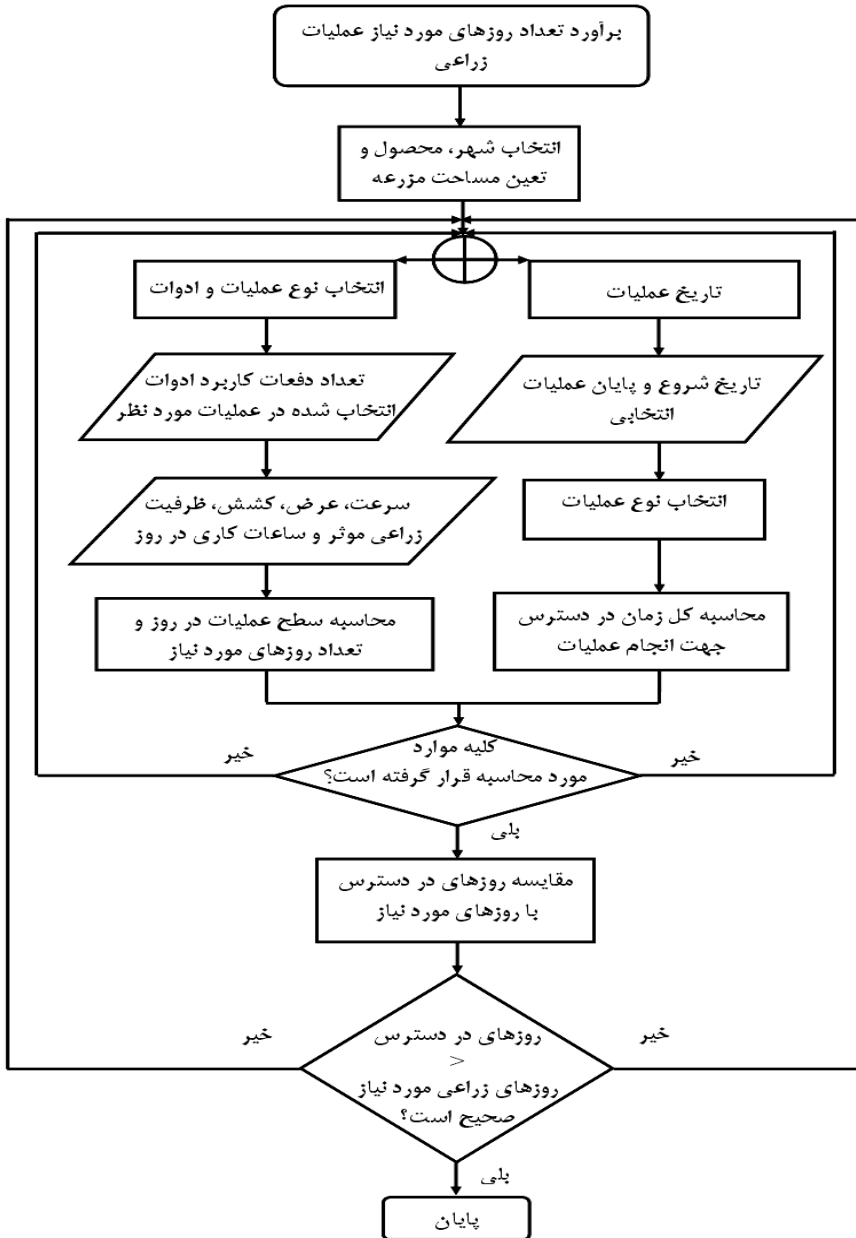 برآورد تعداد روزهای مورد نیاز عملیات
زراعی
انتخاب شهر، محصول و
تعین مساحت مزرعه
تاریخ عملیات
انتخاب نوع عملیات و ادوات
تاریخ شروع و پایان عملیات
انتخابی
تعداد دفعات کاربرد ادوات
انتخاب شده در عملیات مورد نظر
انتخاب نوع عملیات
سرعت، عرض، کشش، ظرفیت
زراعی موثر و ساعات کاری در روز
محاسبه کل زمان در دسترس
جهت انجام عملیات
محاسبه سطح عملیات در روز و
تعداد روزهای مورد نیاز
خیر
کلیه موارد
مورد محاسبه قرار گرفته است؟
خیر
بلی
مقایسه روزهای در دسترس
با روزهای مورد نیاز
خیر
روزهای در دسترس
>
روزهای زراعی مورد نیاز
صحیح است؟
خیر
بلی
پایان